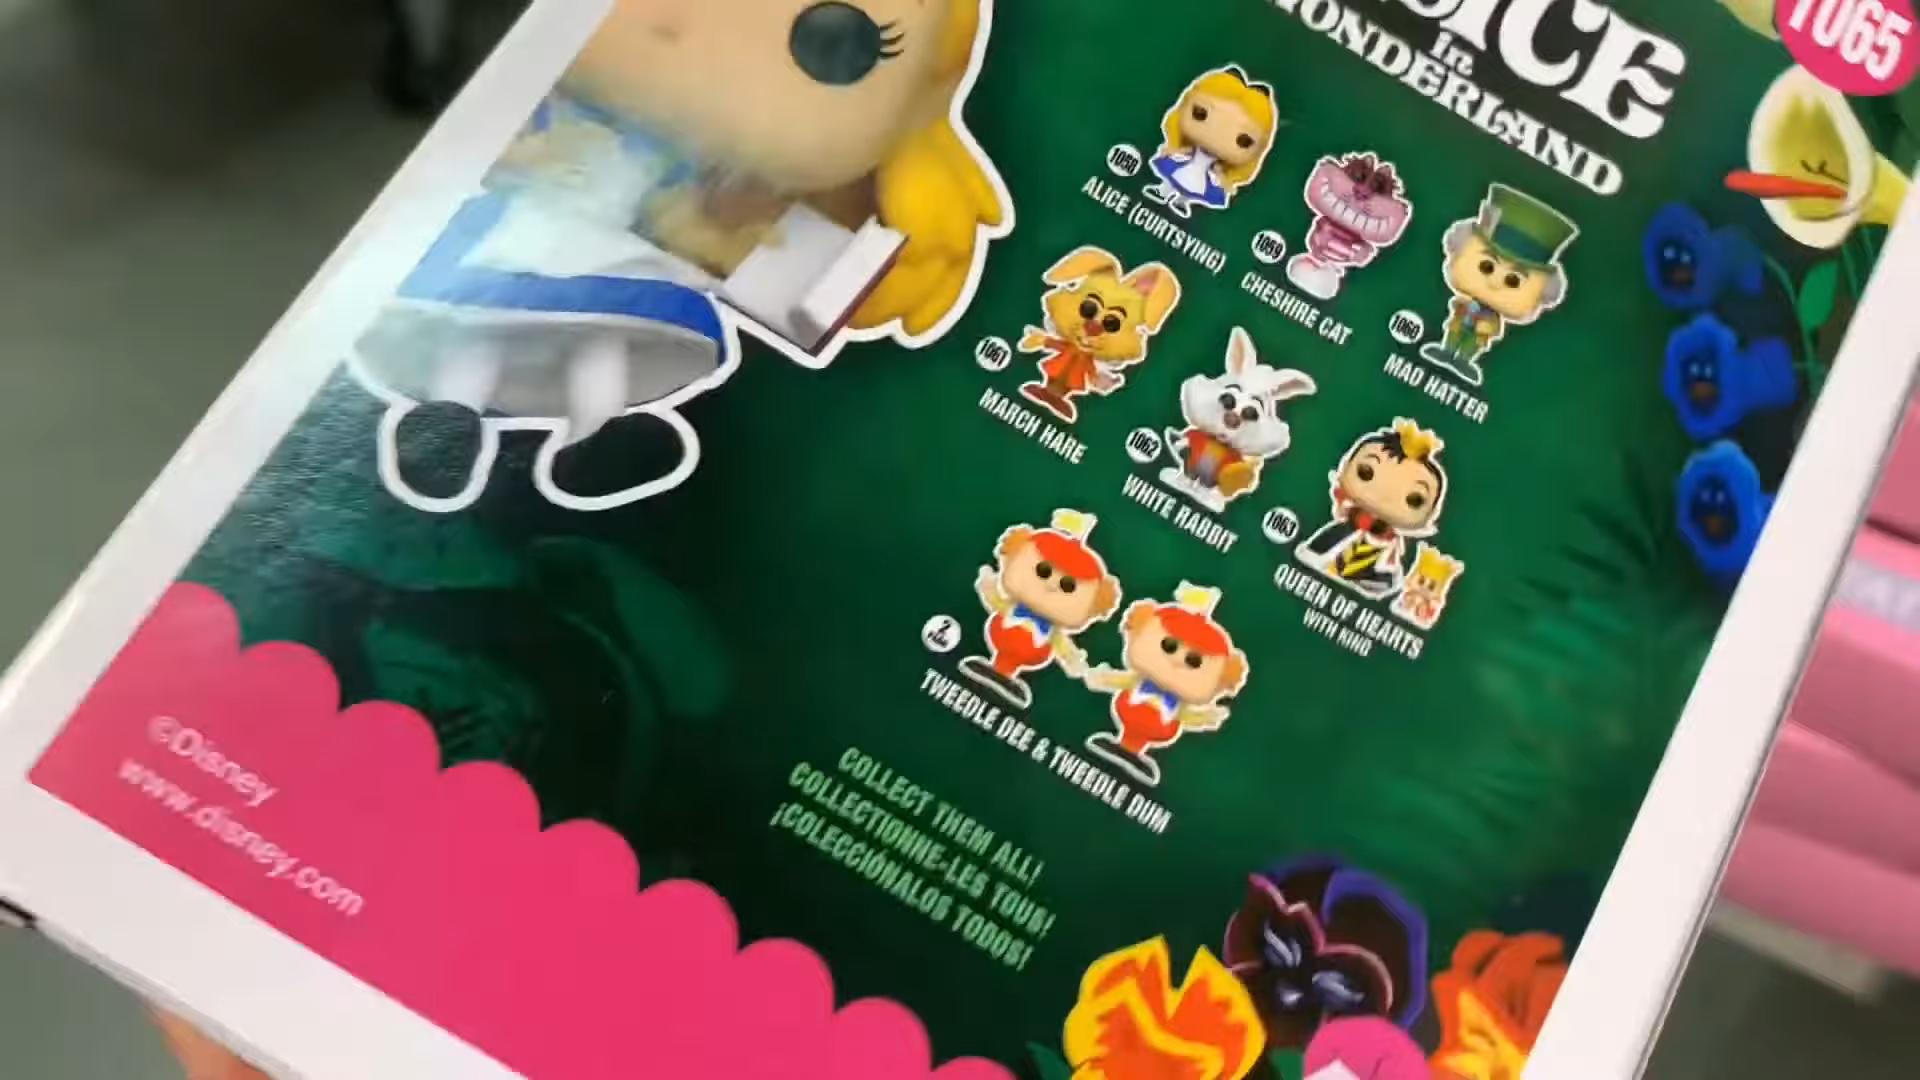 1065
in
WONDERLAND
1058
ALICE (CURTSYING)
1059
CHESHIRE CAT
1060
MAD HATTER
1061
MARCH HARE
1062
WHITE RABBIT
1063
QUEEN OF HEARTS
WITH KING
2
TWEEDLE DEE & TWEEDLE DUM
COLLECT THEM ALL!
COLLECTIONNE-LES TOUS!
¡COLECCIÓNALOS TODOS!
©Disney
www.disney.com